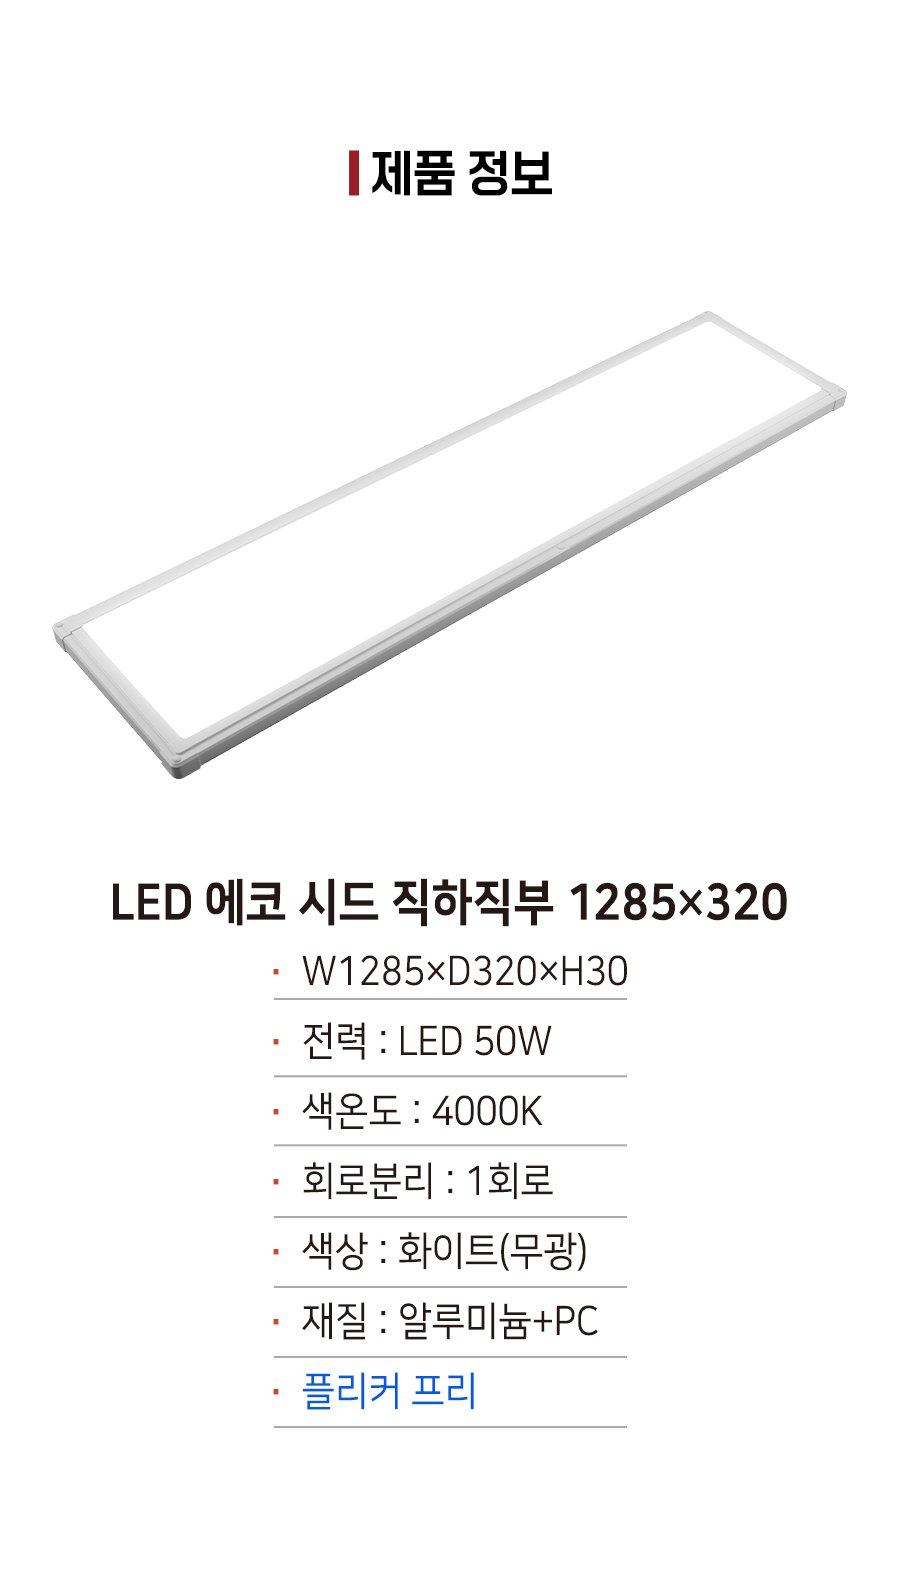 제품 정보
LED 에코 시드 직하직부 1285×320
· W1285×D320×H30
· 전력 : LED 50W
· 색온도 : 4000K
· 회로분리 : 1회로
· 색상 : 화이트(무광)
· 재질 : 알루미늄+PC
· 플리커 프리